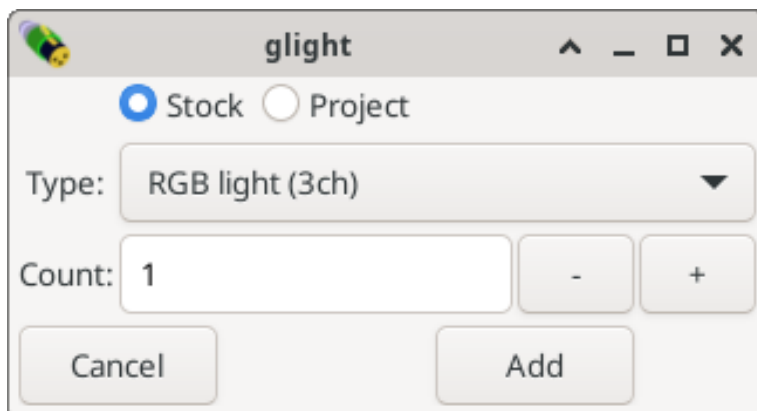 glight
Stock Project
Type: RGB light (3ch)
Count: 1 - +
Cancel Add